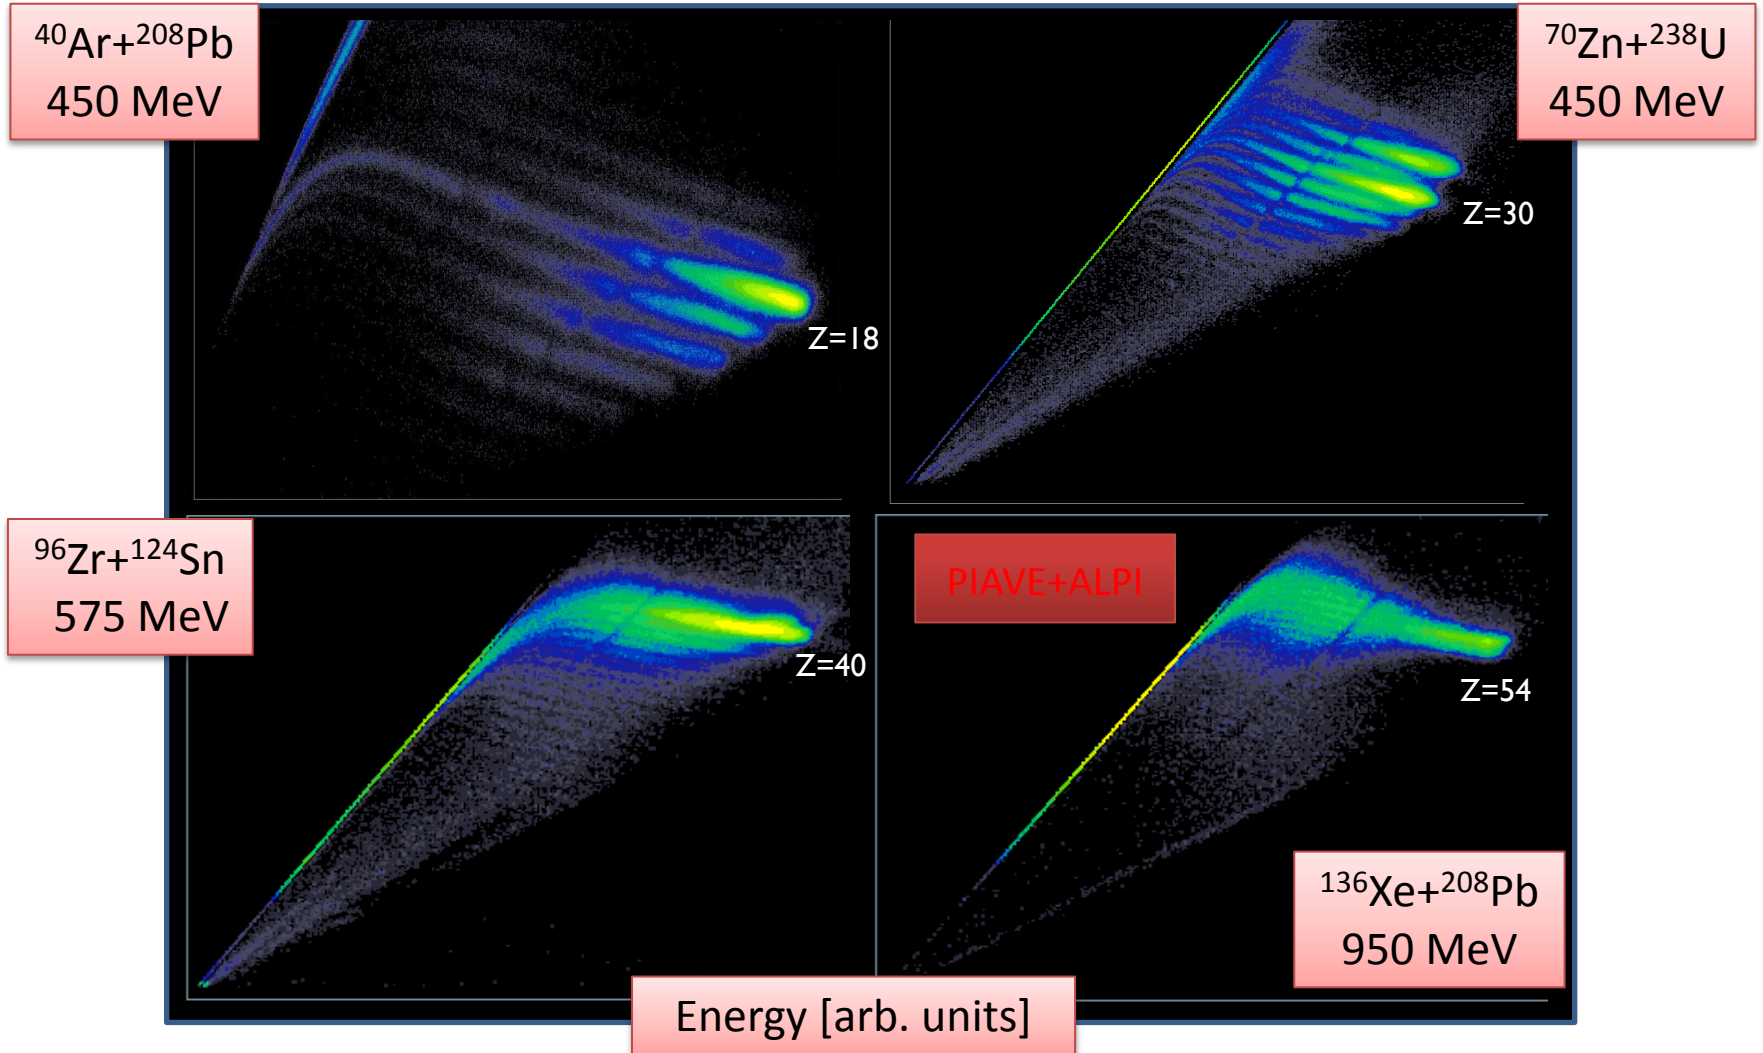 ⁴⁰Ar+²⁰⁸Pb
450 MeV
⁷⁰Zn+²³⁸U
450 MeV
Z=18
Z=30
⁹⁶Zr+¹²⁴Sn
575 MeV
PIAVE+ALPI
Z=40
Z=54
¹³⁶Xe+²⁰⁸Pb
950 MeV
Energy [arb. units]